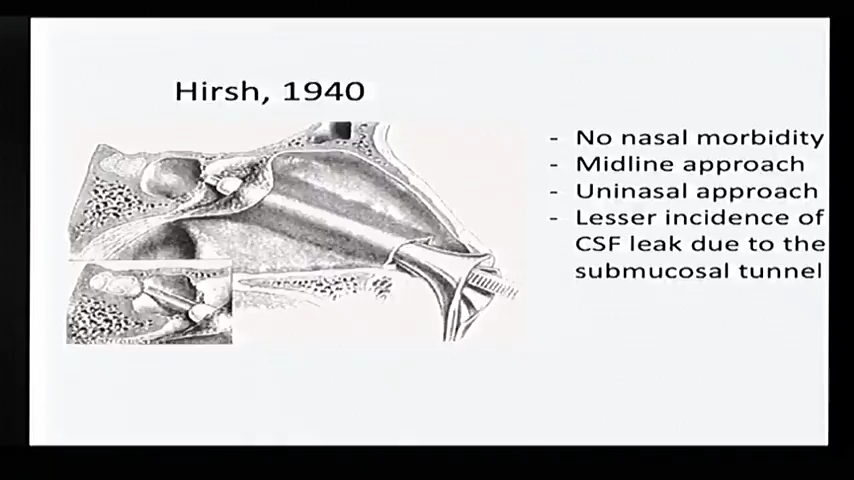 Hirsh, 1940
- No nasal morbidity
- Midline approach
- Uninasal approach
- Lesser incidence of
CSF leak due to the
submucosal tunnel